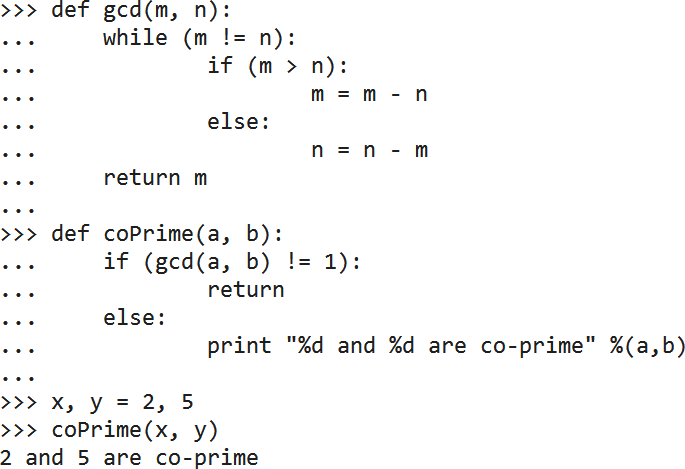 >>> def gcd(m, n):
...     while (m != n):
...             if (m > n):
...                     m = m - n
...             else:
...                     n = n - m
...     return m
...
>>> def coPrime(a, b):
...     if (gcd(a, b) != 1):
...             return
...     else:
...             print "%d and %d are co-prime" %(a,b)
...
>>> x, y = 2, 5
>>> coPrime(x, y)
2 and 5 are co-prime